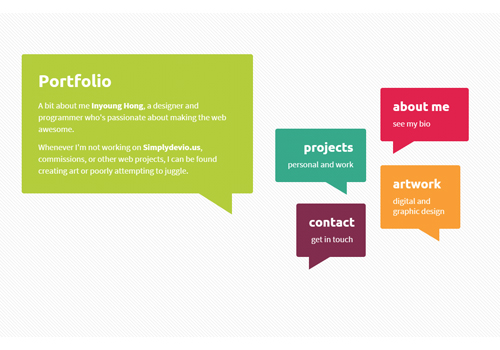 Portfolio
A bit about me Inyoung Hong, a designer and
programmer who's passionate about making the web
awesome.
Whenever I'm not working on Simplydevio.us,
commissions, or other web projects, I can be found
creating art or poorly attempting to juggle.
about me
see my bio
projects
personal and work
artwork
digital and
graphic design
contact
get in touch